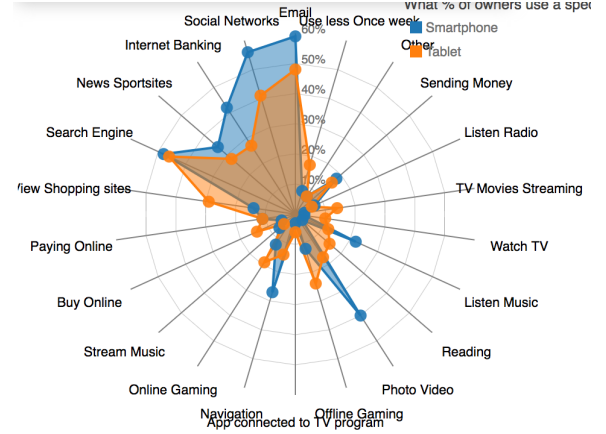 What % of owners use a spec
Smartphone
Tablet
Email
Social Networks
Use less Once week
60%
Internet Banking
Other
50%
News Sportsites
Sending Money
40%
Search Engine
30%
Listen Radio
20%
10%
View Shopping sites
TV Movies Streaming
Paying Online
Watch TV
Buy Online
Listen Music
Stream Music
Reading
Online Gaming
Photo Video
Navigation
Offline Gaming
App connected to TV program